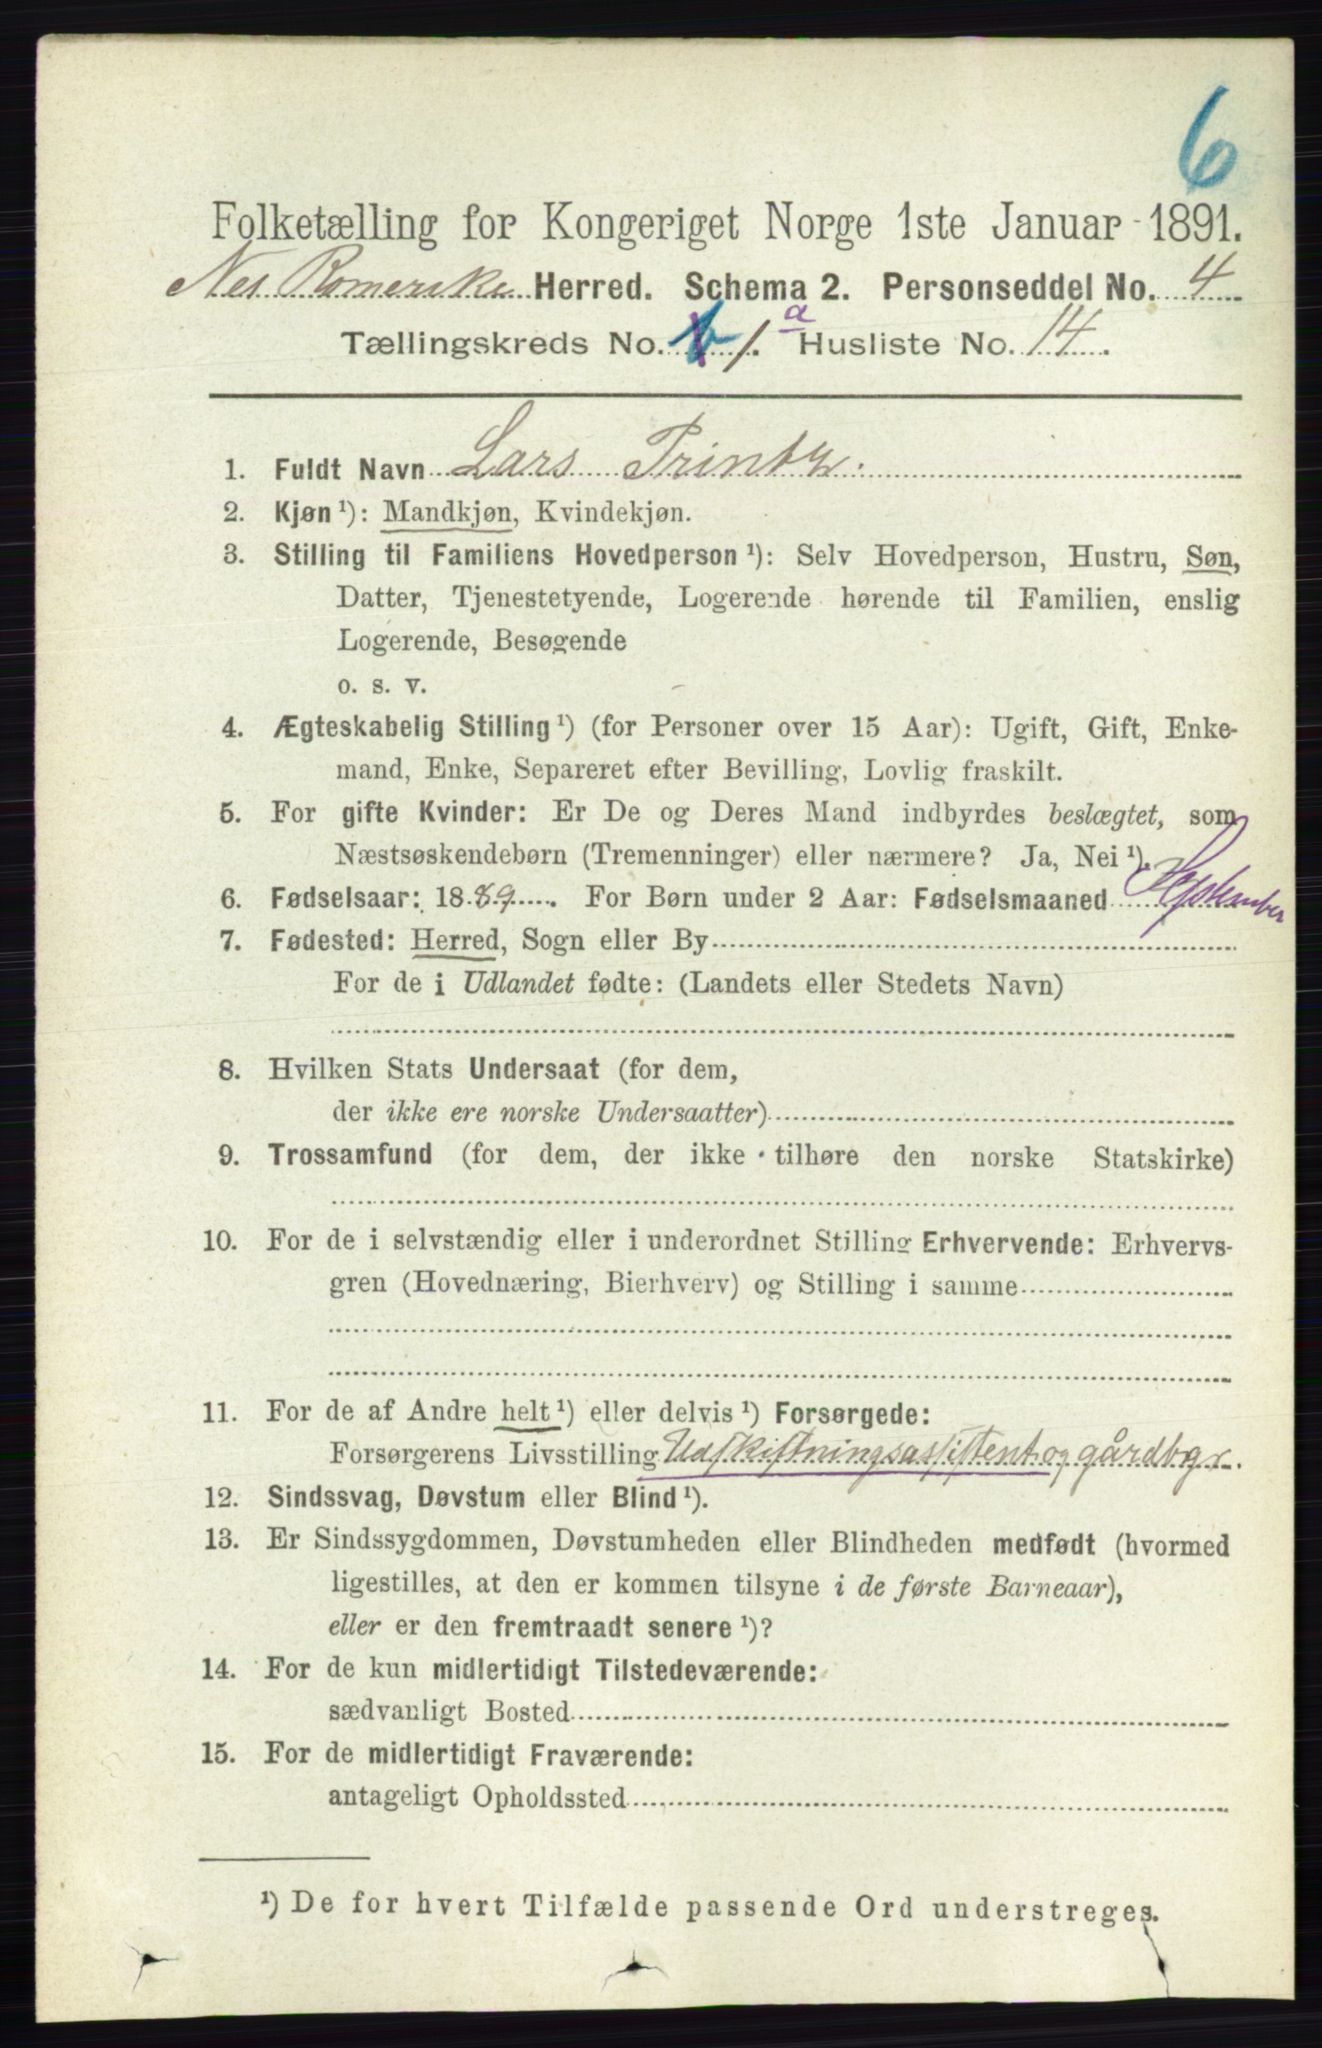 6
Folketælling for Kongeriget Norge 1ste Januar 1891.
Nes Romerike Herred. Schema 2. Personseddel No. 4
Tællingskreds No. 1. a Husliste No. 14.
1. Fuldt Navn Lars Printz.
2. Kjøn ¹): Mandkjøn, Kvindekjøn.
3. Stilling til Familiens Hovedperson ¹): Selv Hovedperson, Hustru, Søn,
Datter, Tjenestetyende, Logerende hørende til Familien, enslig
Logerende, Besøgende
o. s. v.
4. Ægteskabelig Stilling ¹) (for Personer over 15 Aar): Ugift, Gift, Enke-
mand, Enke, Separeret efter Bevilling, Lovlig fraskilt.
5. For gifte Kvinder: Er De og Deres Mand indbyrdes beslægtet, som
Næstsøskendebørn (Tremenninger) eller nærmere? Ja, Nei ¹).
6. Fødselsaar: 1889. For Børn under 2 Aar: Fødselsmaaned September
7. Fødested: Herred, Sogn eller By
For de i Udlandet fødte: (Landets eller Stedets Navn)
8. Hvilken Stats Undersaat (for dem,
der ikke ere norske Undersaatter)
9. Trossamfund (for dem, der ikke tilhøre den norske Statskirke)
10. For de i selvstændig eller i underordnet Stilling Erhvervende: Erhvervs-
gren (Hovednæring, Bierhverv) og Stilling i samme
11. For de af Andre helt ¹) eller delvis ¹) Forsørgede:
Forsørgerens Livsstilling Udskiftningsassistent og gårdbgr.
12. Sindssvag, Døvstum eller Blind ¹).
13. Er Sindssygdommen, Døvstumheden eller Blindheden medfødt (hvormed
ligestilles, at den er kommen tilsyne i de første Barneaar),
eller er den fremtraadt senere ¹)?
14. For de kun midlertidigt Tilstedeværende:
sædvanligt Bosted
15. For de midlertidigt Fraværende:
antageligt Opholdssted
¹) De for hvert Tilfælde passende Ord understreges.